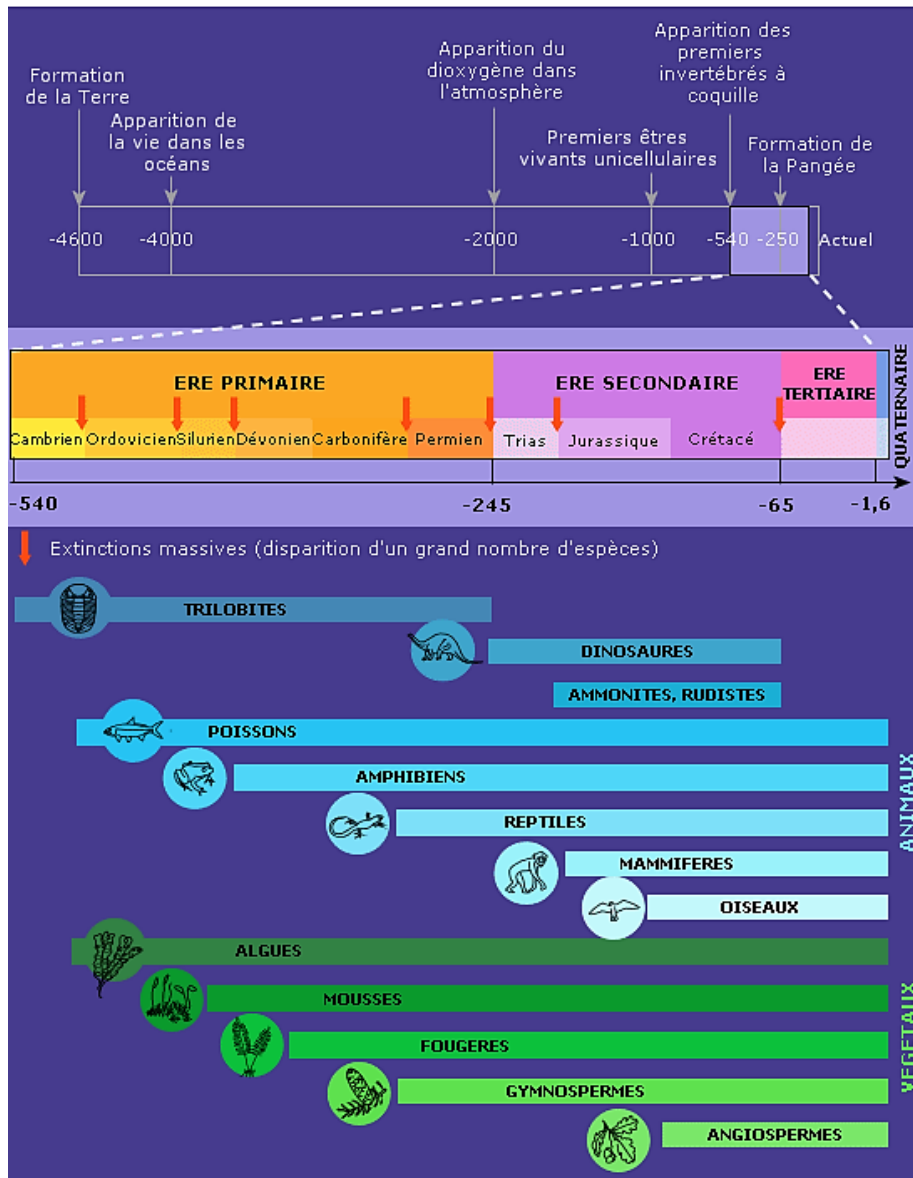 Formation
de la Terre
Apparition de
la vie dans les
océans
Apparition du
dioxygène dans
l'atmosphère
Premiers êtres
vivants unicellulaires
Apparition des
premiers
invertébrés à
coquille
Formation de
la Pangée
-4600 -4000 -2000 -1000 -540 -250 Actuel
ERE PRIMAIRE
ERE SECONDAIRE
ERE
TERTIAIRE
QUATERNAIRE
Cambrien Ordovicien Silurien Dévonien Carbonifère Permien Trias Jurassique Crétacé
-540 -245 -65 -1,6
Extinctions massives (disparition d'un grand nombre d'espèces)
TRILOBITES
DINOSAURES
AMMONITES, RUDISTES
POISSONS
AMPHIBIENS
REPTILES
MAMMIFERES
OISEAUX
ANIMAUX
ALGUES
MOUSSES
FOUGERES
GYMNOSPERMES
ANGIOSPERMES
VEGETAUX